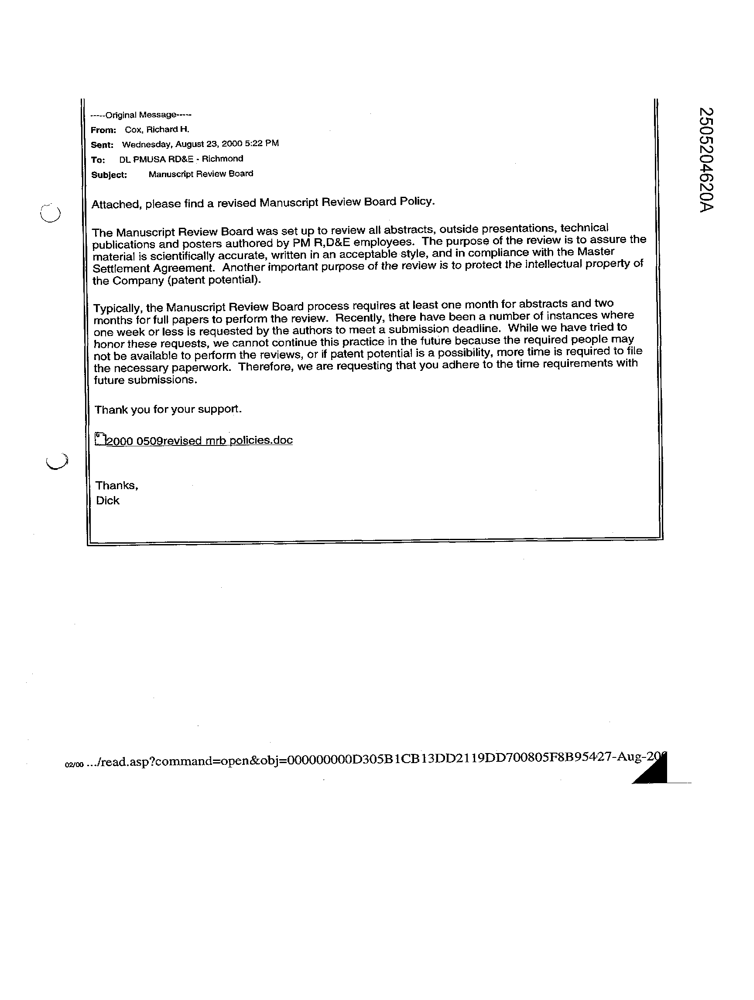 -----Original Message-----
From: Cox, Richard H.
Sent: Wednesday, August 23, 2000 5:22 PM
To: DL PMUSA RD&E - Richmond
Subject: Manuscript Review Board
Attached, please find a revised Manuscript Review Board Policy.
The Manuscript Review Board was set up to review all abstracts, outside presentations, technical
publications and posters authored by PM R,D&E employees. The purpose of the review is to assure the
material is scientifically accurate, written in an acceptable style, and in compliance with the Master
Settlement Agreement. Another important purpose of the review is to protect the intellectual property of
the Company (patent potential).
Typically, the Manuscript Review Board process requires at least one month for abstracts and two
months for full papers to perform the review. Recently, there have been a number of instances where
one week or less is requested by the authors to meet a submission deadline. While we have tried to
honor these requests, we cannot continue this practice in the future because the required people may
not be available to perform the reviews, or if patent potential is a possibility, more time is required to file
the necessary paperwork. Therefore, we are requesting that you adhere to the time requirements with
future submissions.
Thank you for your support.
2000 0509revised mrb policies.doc
Thanks,
Dick
2505204620A
02/00 .../read.asp?command=open&obj=000000000D305B1CB13DD2119DD700805F8B95427-Aug-200